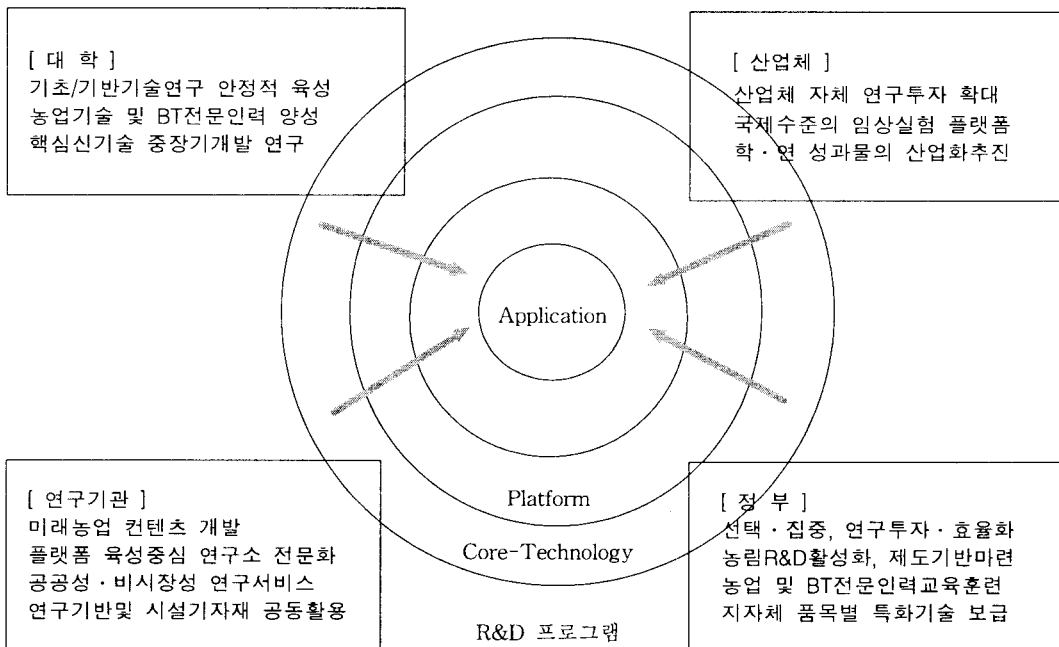 [ 대 학 ]
기초/기반기술연구 안정적 육성
농업기술 및 BT전문인력 양성
핵심신기술 중장기개발 연구
[ 산업체 ]
산업체 자체 연구투자 확대
국제수준의 임상실험 플랫폼
학·연 성과물의 산업화추진
Application
Platform
Core-Technology
R&D 프로그램
[ 연구기관 ]
미래농업 컨텐츠 개발
플랫폼 육성중심 연구소 전문화
공공성·비시장성 연구서비스
연구기반및 시설기자재 공동활용
[ 정 부 ]
선택·집중, 연구투자·효율화
농림R&D활성화, 제도기반마련
농업 및 BT전문인력교육훈련
지자체 품목별 특화기술 보급